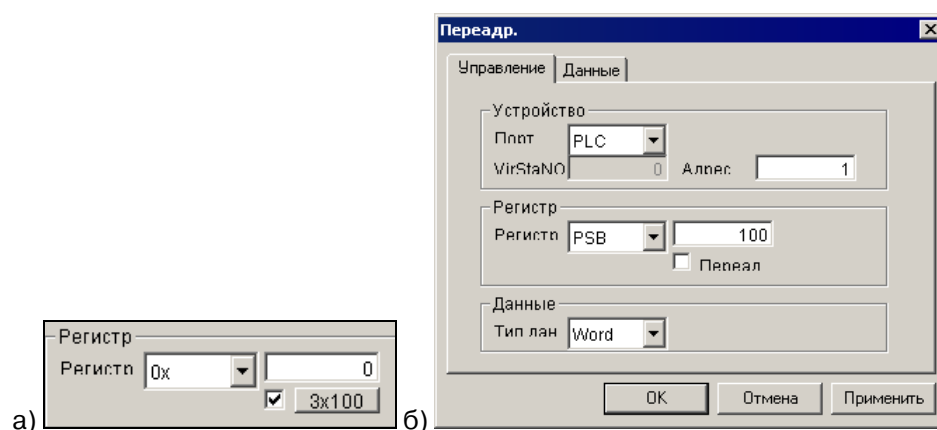 Переадр.
Управление
Данные
Устройство
Порт PLC
VirStaNO 0 Адрес 1
Регистр
Регистр PSB 100
Переад
Данные
Тип дан Word
OK Отмена Применить
Регистр
Регистр 0x 0
3x100
а) б)